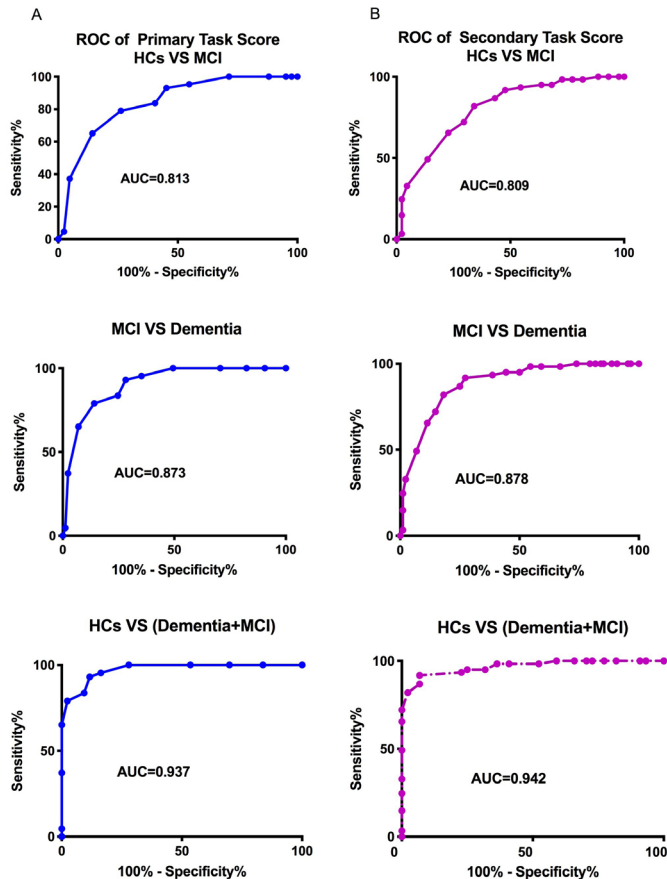 A
ROC of Primary Task Score
HCs VS MCI
Sensitivity%
100
80
60
40
20
0
AUC=0.813
0
50
100
100% - Specificity%
B
ROC of Secondary Task Score
HCs VS MCI
Sensitivity%
100
50
0
AUC=0.809
0
50
100
100% - Specificity%
MCI VS Dementia
Sensitivity%
100
50
0
AUC=0.873
0
50
100
100% - Specificity%
MCI VS Dementia
Sensitivity%
100
50
0
AUC=0.878
0
50
100
100% - Specificity%
HCs VS (Dementia+MCI)
Sensitivity%
100
50
0
AUC=0.937
0
50
100
100% - Specificity%
HCs VS (Dementia+MCI)
Sensitivity%
100
50
0
AUC=0.942
0
50
100
100% - Specificity%